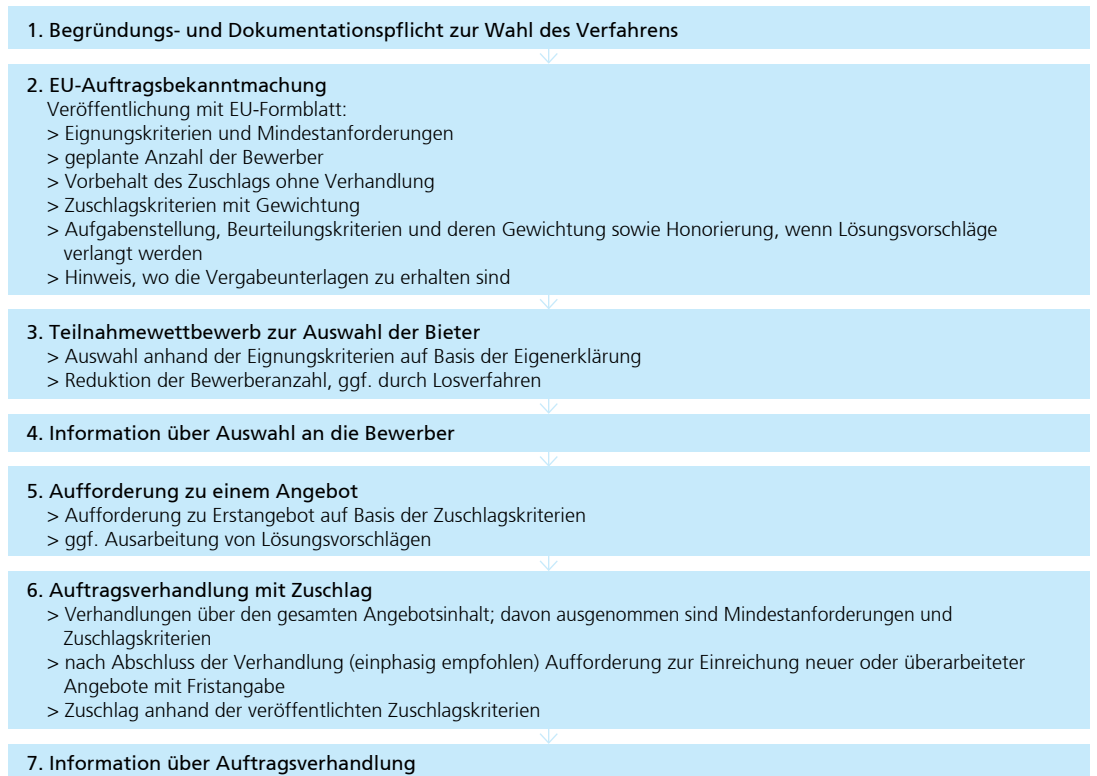 1. Begründungs- und Dokumentationspflicht zur Wahl des Verfahrens
2. EU-Auftragsbekanntmachung
Veröffentlichung mit EU-Formblatt:
> Eignungskriterien und Mindestanforderungen
> geplante Anzahl der Bewerber
> Vorbehalt des Zuschlags ohne Verhandlung
> Zuschlagskriterien mit Gewichtung
> Aufgabenstellung, Beurteilungskriterien und deren Gewichtung sowie Honorierung, wenn Lösungsvorschläge
verlangt werden
> Hinweis, wo die Vergabeunterlagen zu erhalten sind
3. Teilnahmewettbewerb zur Auswahl der Bieter
> Auswahl anhand der Eignungskriterien auf Basis der Eigenerklärung
> Reduktion der Bewerberanzahl, ggf. durch Losverfahren
4. Information über Auswahl an die Bewerber
5. Aufforderung zu einem Angebot
> Aufforderung zu Erstangebot auf Basis der Zuschlagskriterien
> ggf. Ausarbeitung von Lösungsvorschlägen
6. Auftragsverhandlung mit Zuschlag
> Verhandlungen über den gesamten Angebotsinhalt; davon ausgenommen sind Mindestanforderungen und
Zuschlagskriterien
> nach Abschluss der Verhandlung (einphasig empfohlen) Aufforderung zur Einreichung neuer oder überarbeiteter
Angebote mit Fristangabe
> Zuschlag anhand der veröffentlichten Zuschlagskriterien
7. Information über Auftragsverhandlung